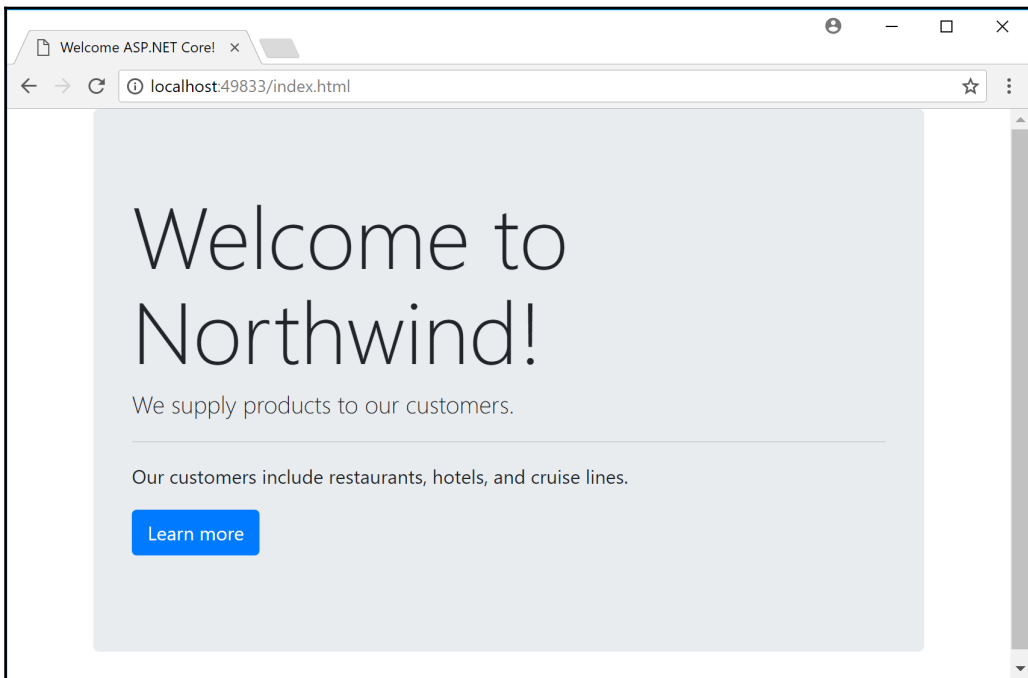 Welcome ASP.NET Core!
localhost:49833/index.html
Welcome to
Northwind!
We supply products to our customers.
Our customers include restaurants, hotels, and cruise lines.
Learn more